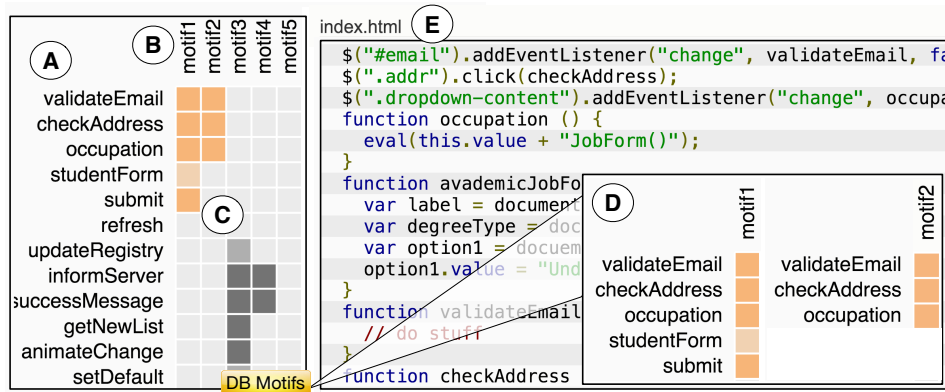 A
B
motif1
motif2
motif3
motif4
motif5
validateEmail
checkAddress
occupation
studentForm
submit
C
refresh
updateRegistry
informServer
successMessage
getNewList
animateChange
setDefault
DB Motifs
index.html
E
$("#email").addEventListener("change", validateEmail, fa
$(".addr").click(checkAddress);
$(".dropdown-content").addEventListener("change", occupa
function occupation () {
eval(this.value + "JobForm()");
}
function avademicJobFo
var label = document
var degreeType = doc
var option1 = docuem
option1.value = "Und
}
function validateEmail
// do stuff
}
function checkAddress
D
motif1
validateEmail
checkAddress
occupation
studentForm
submit
motif2
validateEmail
checkAddress
occupation